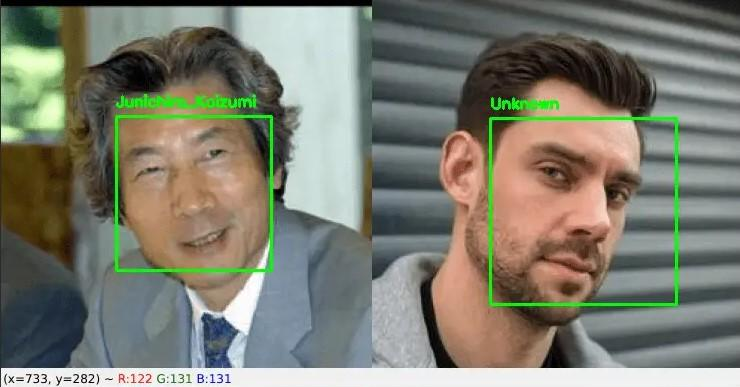 Junichiro_Koizumi
Unknown
(x=733, y=282) ~ R:122 G:131 B:131